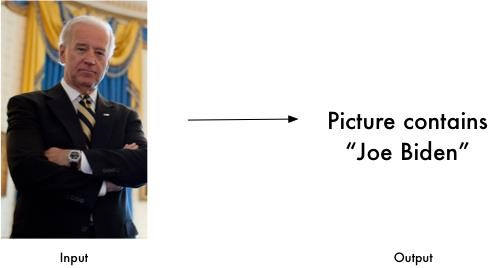 Picture contains
“Joe Biden”
Input
Output